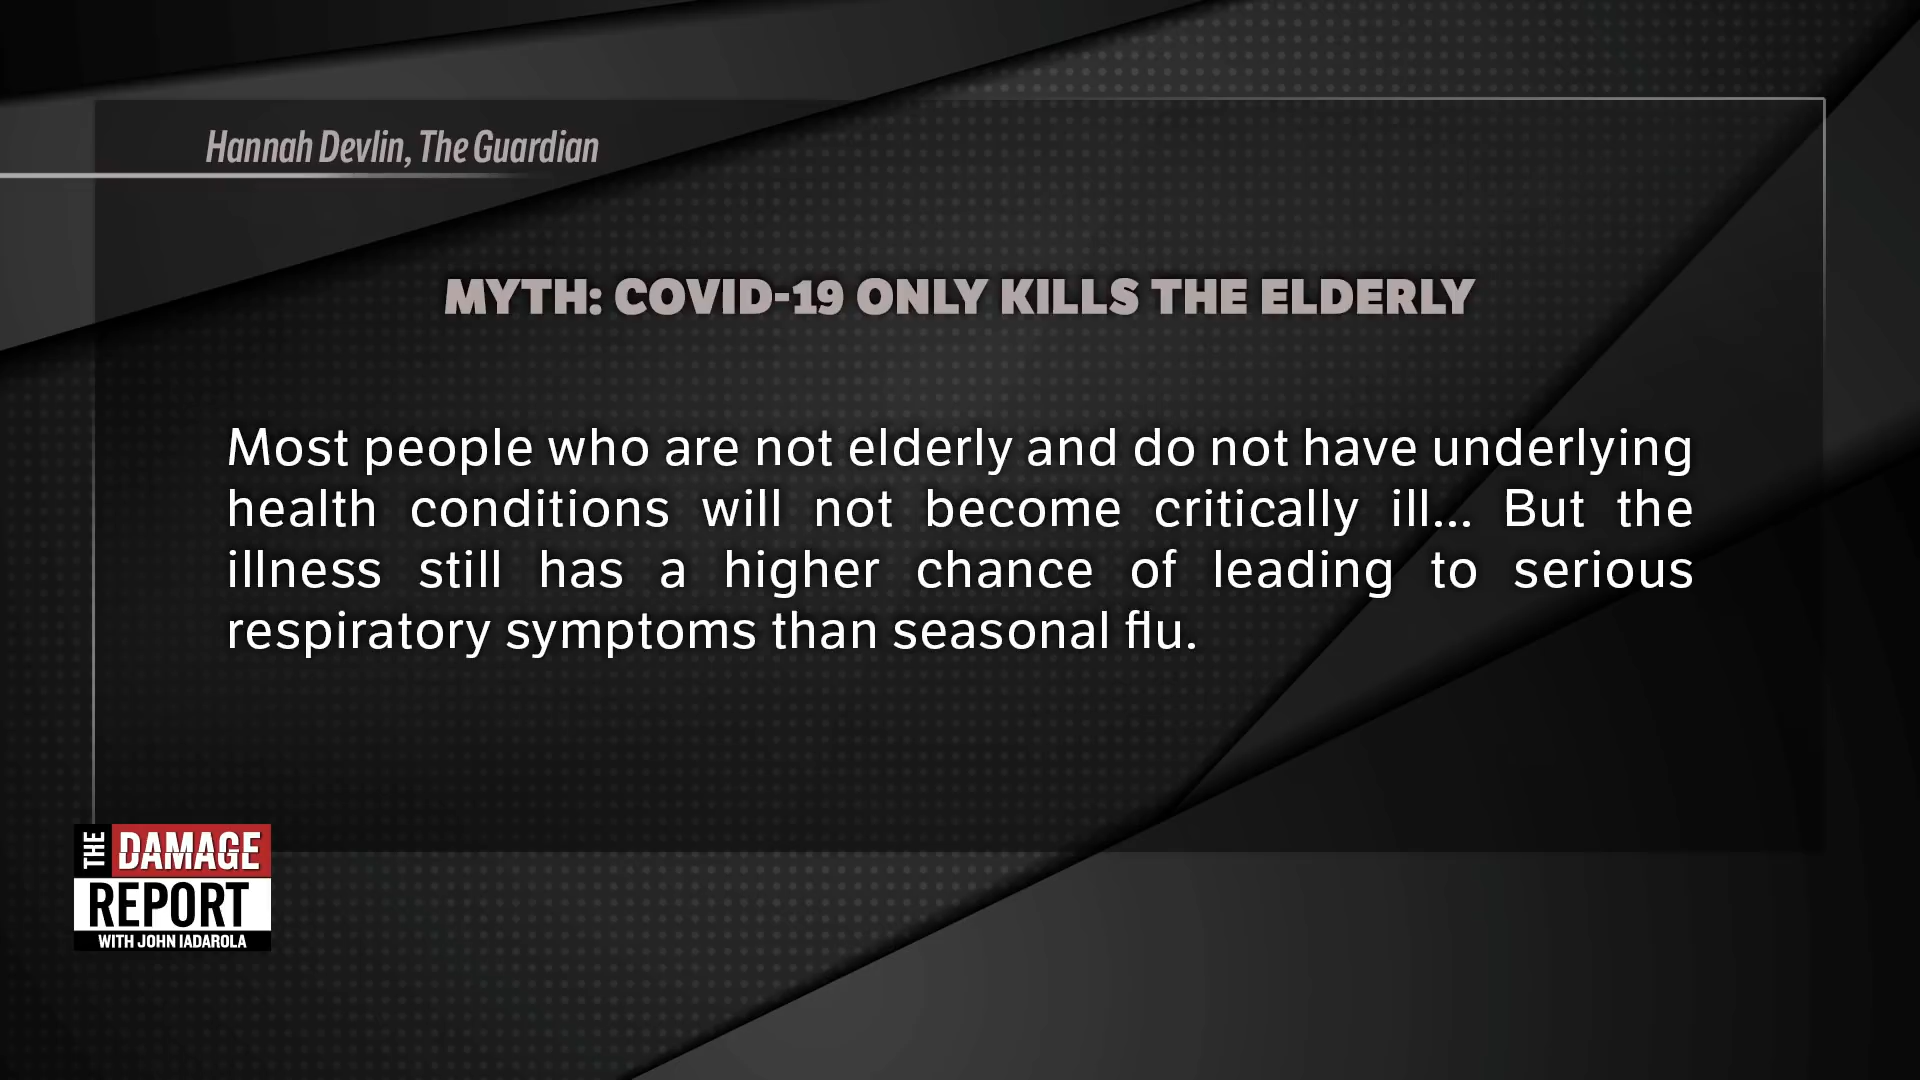 Hannah Devlin, The Guardian
MYTH: COVID-19 ONLY KILLS THE ELDERLY
Most people who are not elderly and do not have underlying
health conditions will not become critically ill... But the
illness still has a higher chance of leading to serious
respiratory symptoms than seasonal flu.
THE DAMAGE
REPORT
WITH JOHN IADAROLA